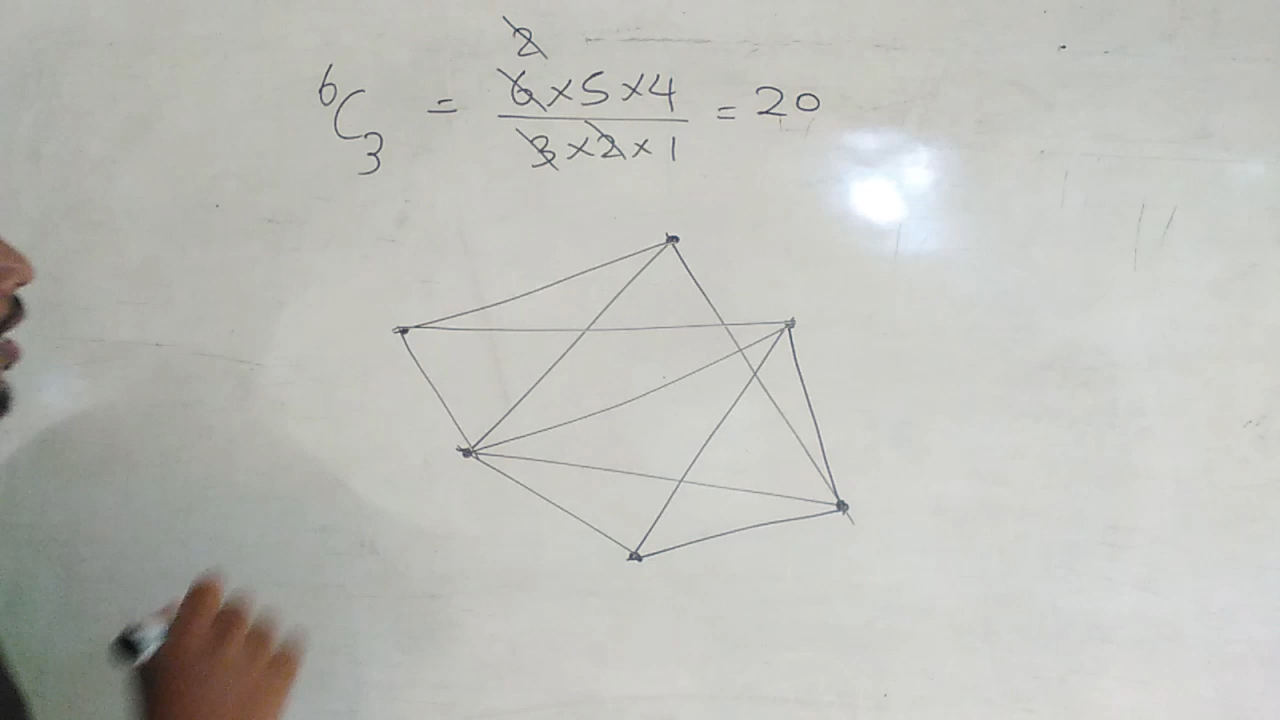 2
⁶C₃ = 6×5×4 / 3×2×1 = 20